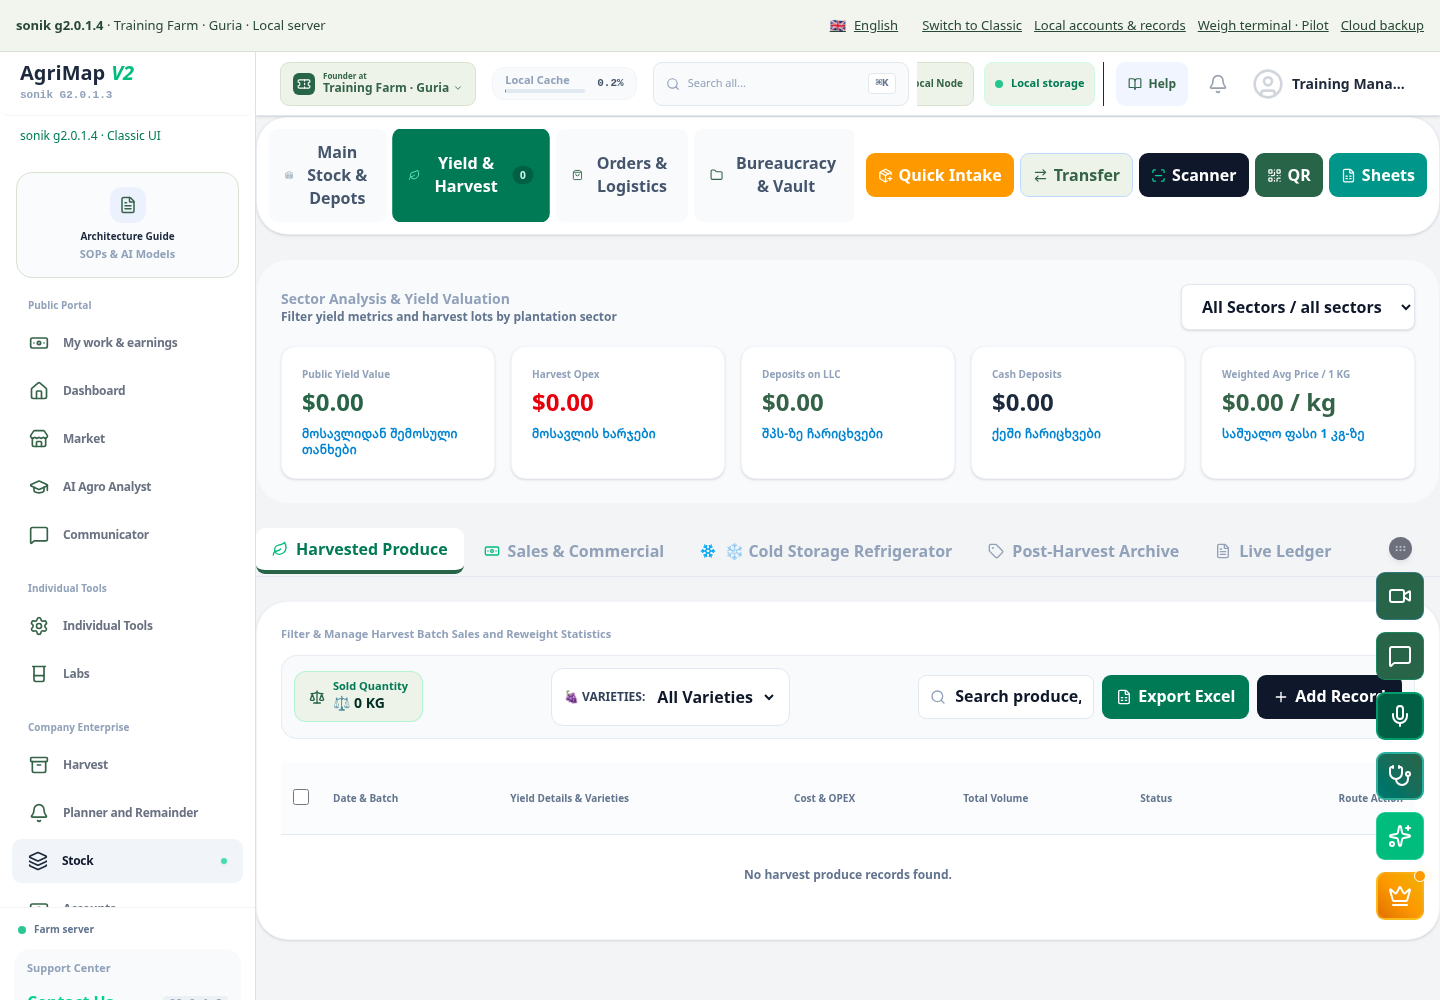 sonik g2.0.1.4 · Training Farm · Guria · Local server
🇬🇧 English Switch to Classic Local accounts & records Weigh terminal · Pilot Cloud backup
AgriMap V2
sonik G2.0.1.3
sonik g2.0.1.4 · Classic UI
Architecture Guide
SOPs & AI Models
Public Portal
My work & earnings
Dashboard
Market
AI Agro Analyst
Communicator
Individual Tools
Individual Tools
Labs
Company Enterprise
Harvest
Planner and Remainder
Stock
Farm server
Support Center
Founder at
Training Farm · Guria
Local Cache 0.2%
Search all... ⌘K
Node
Local storage
Help
Training Mana...
Main Stock & Depots
Yield & Harvest 0
Orders & Logistics
Bureaucracy & Vault
Quick Intake
Transfer
Scanner
QR
Sheets
Sector Analysis & Yield Valuation
Filter yield metrics and harvest lots by plantation sector
All Sectors / all sectors
Public Yield Value
$0.00
მოსავლიდან შემოსული
თანხები
Harvest Opex
$0.00
მოსავლის ხარჯები
Deposits on LLC
$0.00
შპს-ზე ჩარიცხვები
Cash Deposits
$0.00
ქეში ჩარიცხვები
Weighted Avg Price / 1 KG
$0.00 / kg
საშუალო ფასი 1 კგ-ზე
Harvested Produce
Sales & Commercial
❄️ Cold Storage Refrigerator
Post-Harvest Archive
Live Ledger
Filter & Manage Harvest Batch Sales and Reweight Statistics
Sold Quantity
⚖️ 0 KG
🍇 VARIETIES: All Varieties
Search produce,
Export Excel
+ Add Record
Date & Batch Yield Details & Varieties Cost & OPEX Total Volume Status Route Action
No harvest produce records found.